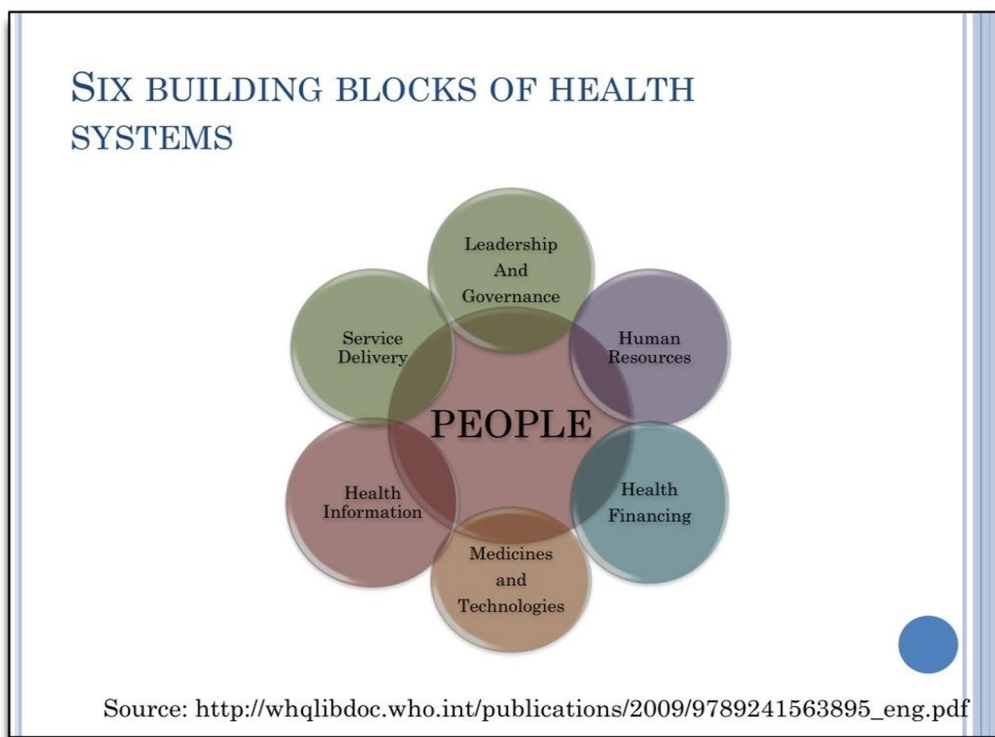 SIX BUILDING BLOCKS OF HEALTH
SYSTEMS
Leadership
And
Governance
Human
Resources
Health
Financing
Medicines
and
Technologies
Health
Information
Service
Delivery
PEOPLE
Source: http://whqlibdoc.who.int/publications/2009/9789241563895_eng.pdf